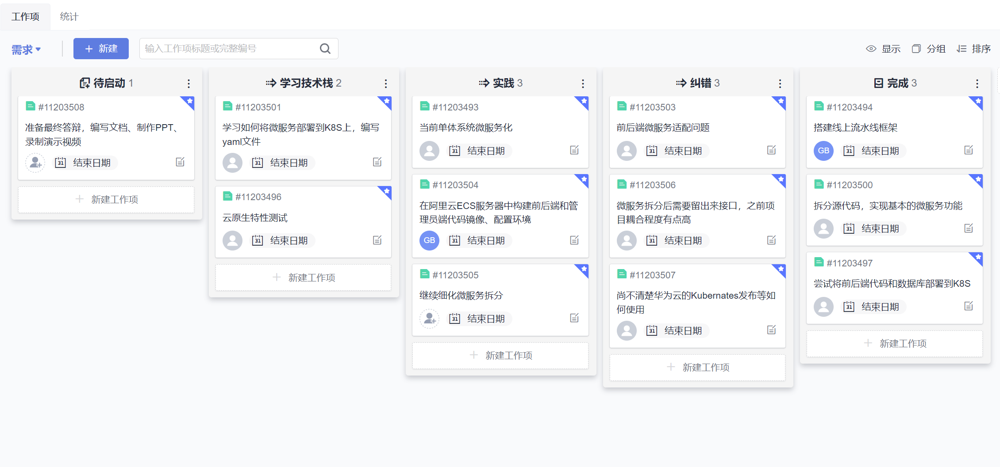 工作项
统计
需求
新建
输入工作项标题或完整编号
显示
分组
排序
待启动 1
#11203508
准备最终答辩，编写文档、制作PPT、
录制演示视频
31 结束日期
新建工作项
学习技术栈 2
#11203501
学习如何将微服务部署到K8S上，编写
yaml文件
31 结束日期
#11203496
云原生特性测试
31 结束日期
新建工作项
实践 3
#11203493
当前单体系统微服务化
31 结束日期
#11203504
在阿里云ECS服务器中构建前后端和管
理员端代码镜像、配置环境
GB 31 结束日期
#11203505
继续细化微服务拆分
31 结束日期
新建工作项
纠错 3
#11203503
前后端微服务适配问题
31 结束日期
#11203506
微服务拆分后需要留出来接口，之前项
目耦合程度有点高
31 结束日期
#11203507
尚不清楚华为云的Kubernates发布等如
何使用
31 结束日期
新建工作项
完成 3
#11203494
搭建线上流水线框架
GB 31 结束日期
#11203500
拆分源代码，实现基本的微服务功能
31 结束日期
#11203497
尝试将前后端代码和数据库部署到K8S
31 结束日期
新建工作项